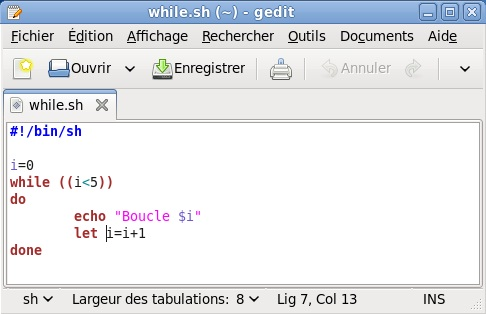 while.sh (~) - gedit
Fichier Édition Affichage Rechercher Outils Documents Aide
Ouvrir Enregistrer Annuler
while.sh
#!/bin/sh
i=0
while ((i<5))
do
        echo "Boucle $i"
        let i=i+1
done
sh Largeur des tabulations: 8 Lig 7, Col 13 INS